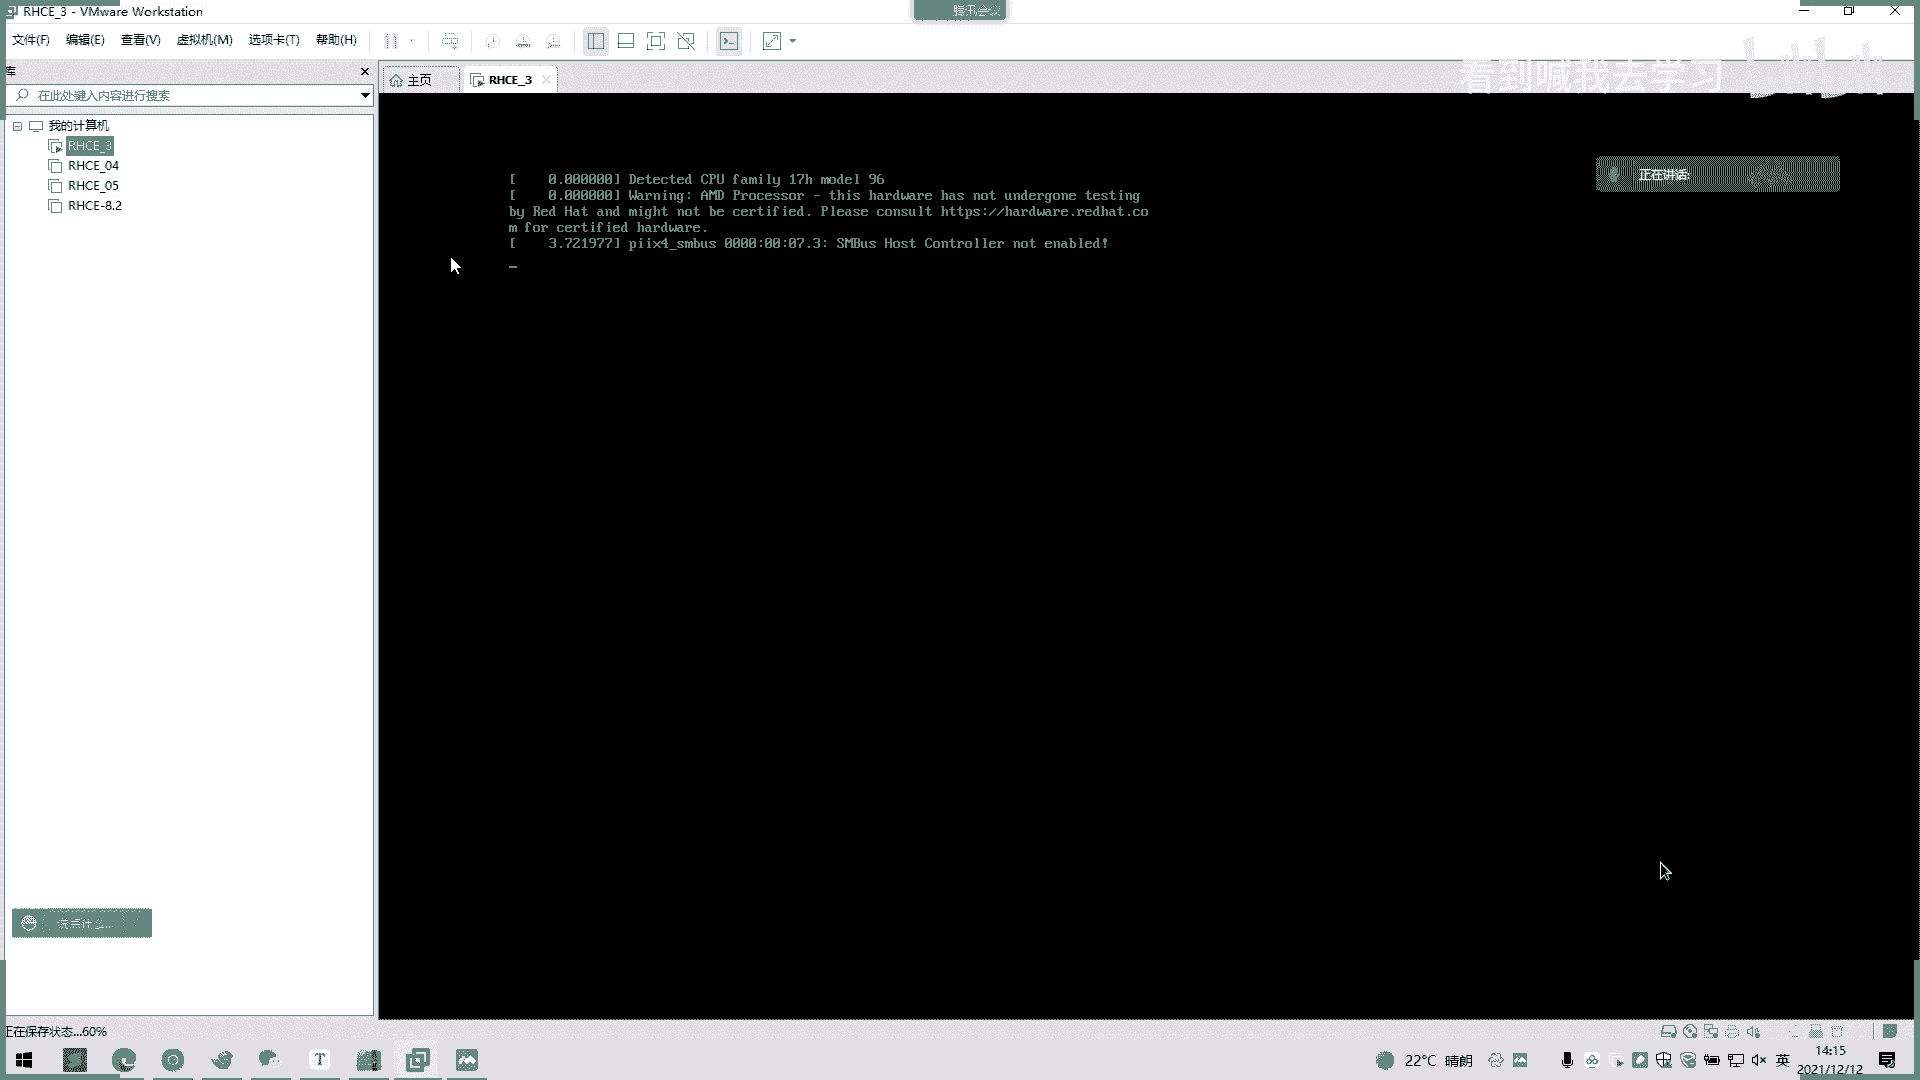 RHCE_3 - VMware Workstation
腾讯会议
文件(F) 编辑(E) 查看(V) 虚拟机(M) 选项卡(T) 帮助(H)
库
主页
RHCE_3
看到喊我去学习
在此处键入内容进行搜索
我的计算机
RHCE_3
RHCE_04
RHCE_05
RHCE-8.2
正在讲话:
[    0.000000] Detected CPU family 17h model 96
[    0.000000] Warning: AMD Processor - this hardware has not undergone testing
by Red Hat and might not be certified. Please consult https://hardware.redhat.co
m for certified hardware.
[    3.721977] piix4_smbus 0000:00:07.3: SMBus Host Controller not enabled!
说点什么...
正在保存状态...60%
22°C 晴朗
英
14:15
2021/12/12